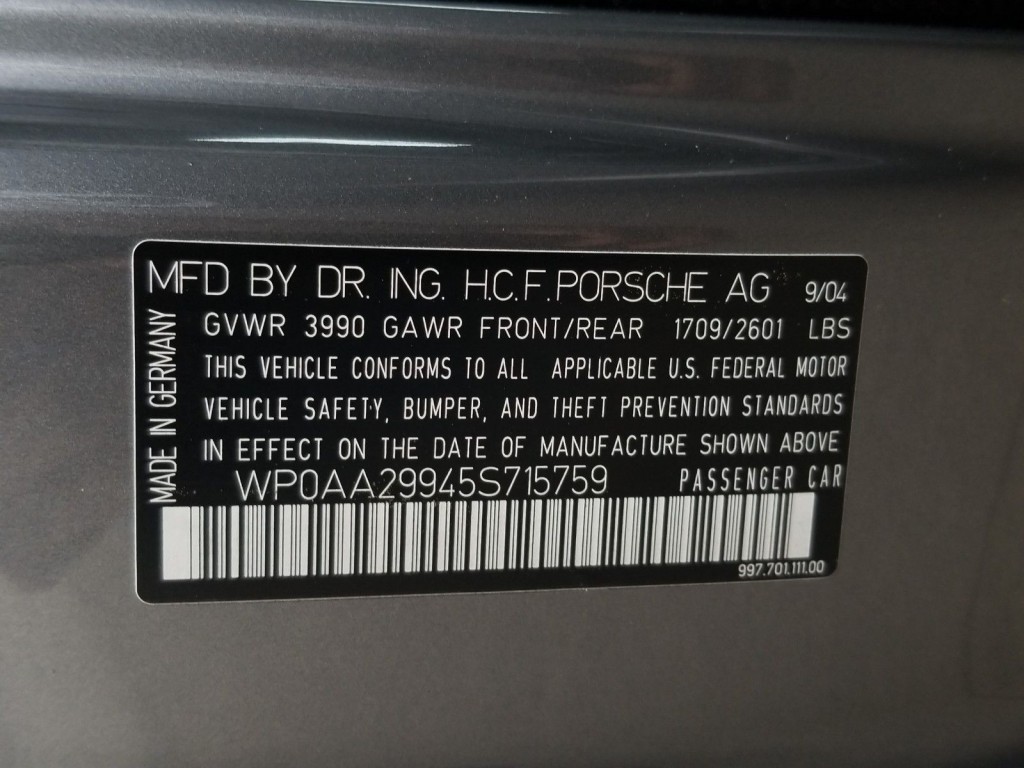 MFD BY DR. ING. H.C.F. PORSCHE AG 9/04
GVWR 3990 GAWR FRONT/REAR 1709/2601 LBS
THIS VEHICLE CONFORMS TO ALL APPLICABLE U.S. FEDERAL MOTOR
VEHICLE SAFETY, BUMPER, AND THEFT PREVENTION STANDARDS
IN EFFECT ON THE DATE OF MANUFACTURE SHOWN ABOVE
WP0AA29945S715759 PASSENGER CAR
MADE IN GERMANY
997.701.111.00